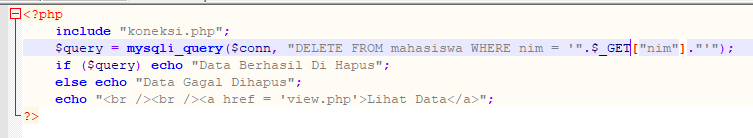 <?php
include "koneksi.php";
$query = mysqli_query($conn, "DELETE FROM mahasiswa WHERE nim = '".$_GET["nim"]."'");
if ($query) echo "Data Berhasil Di Hapus";
else echo "Data Gagal Dihapus";
echo "<br /><br /><a href = 'view.php'>Lihat Data</a>";
?>